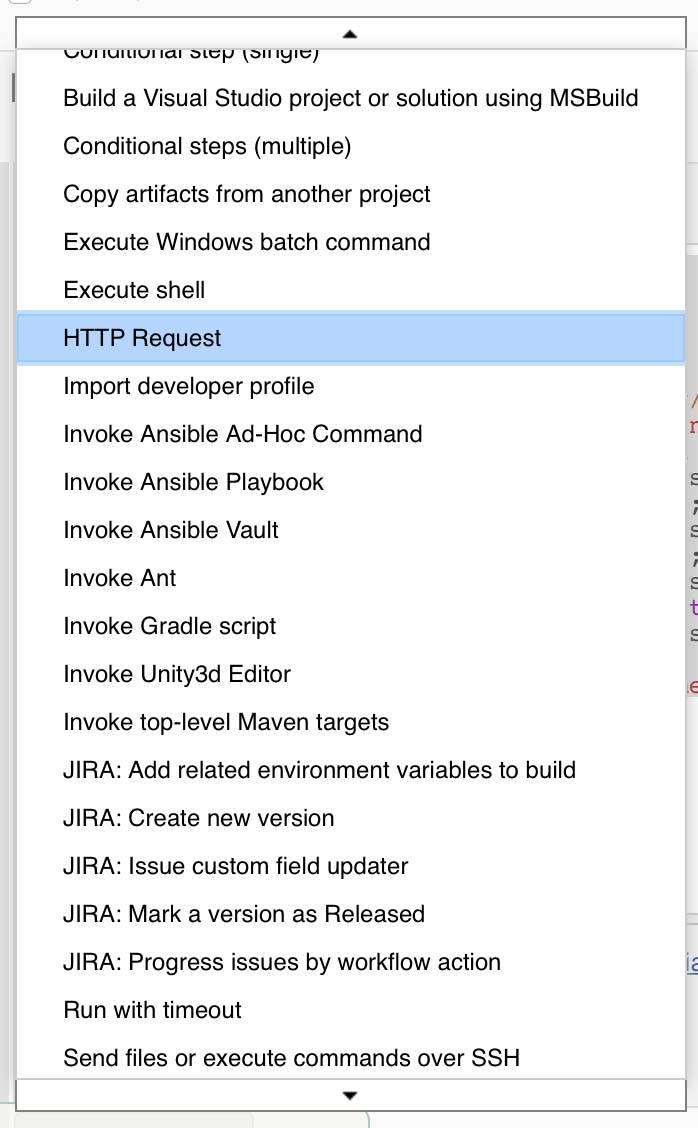 Conditional step (single)
Build a Visual Studio project or solution using MSBuild
Conditional steps (multiple)
Copy artifacts from another project
Execute Windows batch command
Execute shell
HTTP Request
Import developer profile
Invoke Ansible Ad-Hoc Command
Invoke Ansible Playbook
Invoke Ansible Vault
Invoke Ant
Invoke Gradle script
Invoke Unity3d Editor
Invoke top-level Maven targets
JIRA: Add related environment variables to build
JIRA: Create new version
JIRA: Issue custom field updater
JIRA: Mark a version as Released
JIRA: Progress issues by workflow action
Run with timeout
Send files or execute commands over SSH